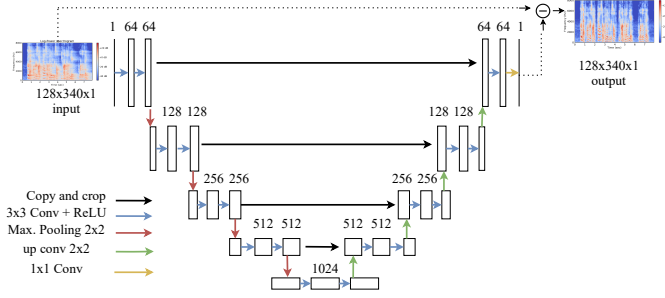 1 64 64
64 64 1
128x340x1
input
128x340x1
output
128 128
128 128
256 256
256 256
Copy and crop
3x3 Conv + ReLU
Max. Pooling 2x2
up conv 2x2
1x1 Conv
512 512
512 512
1024